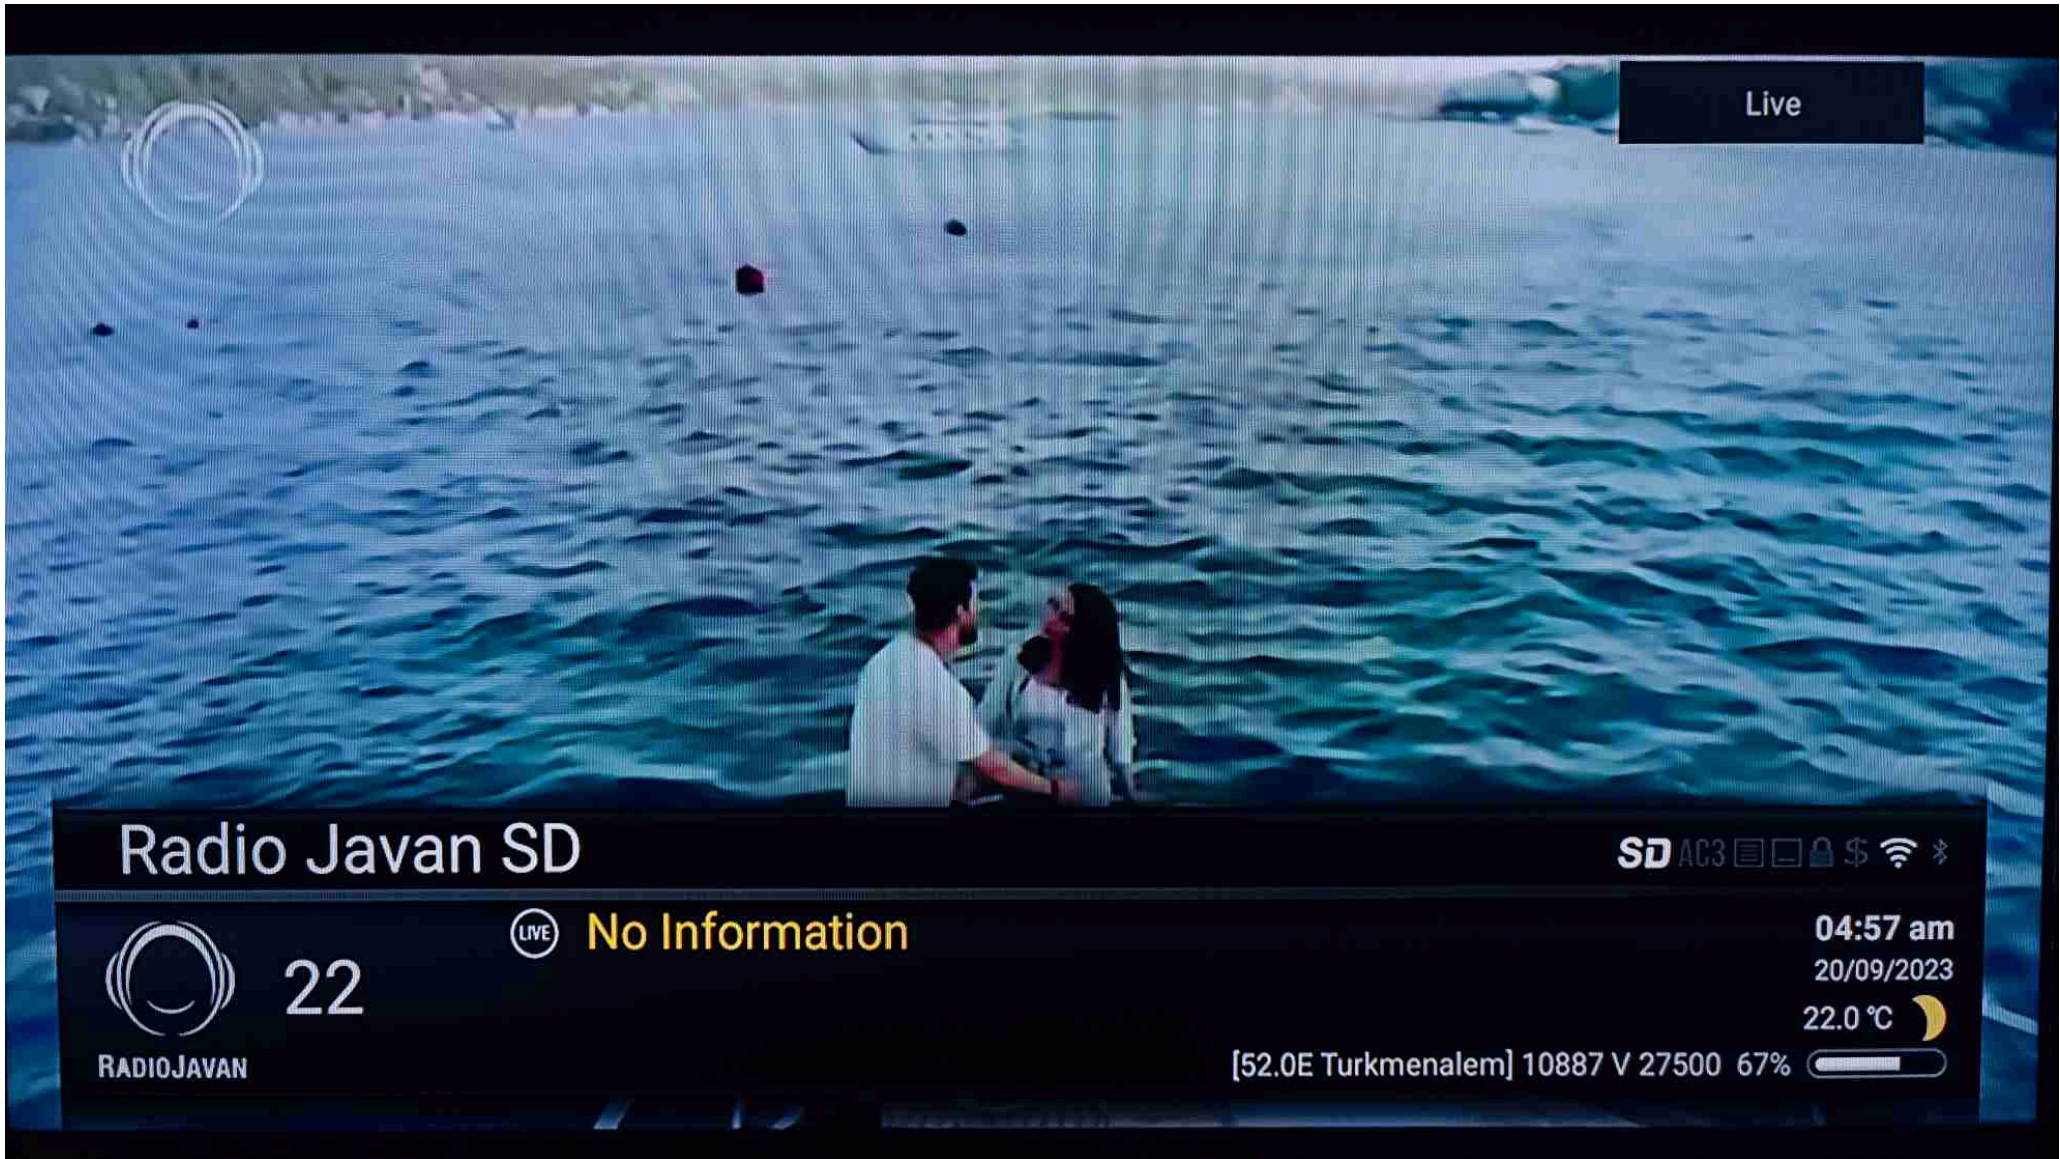 Live
Radio Javan SD
SD AC3 $
22
LIVE No Information
04:57 am
20/09/2023
22.0 °C
RADIOJAVAN
[52.0E Turkmenalem] 10887 V 27500 67%